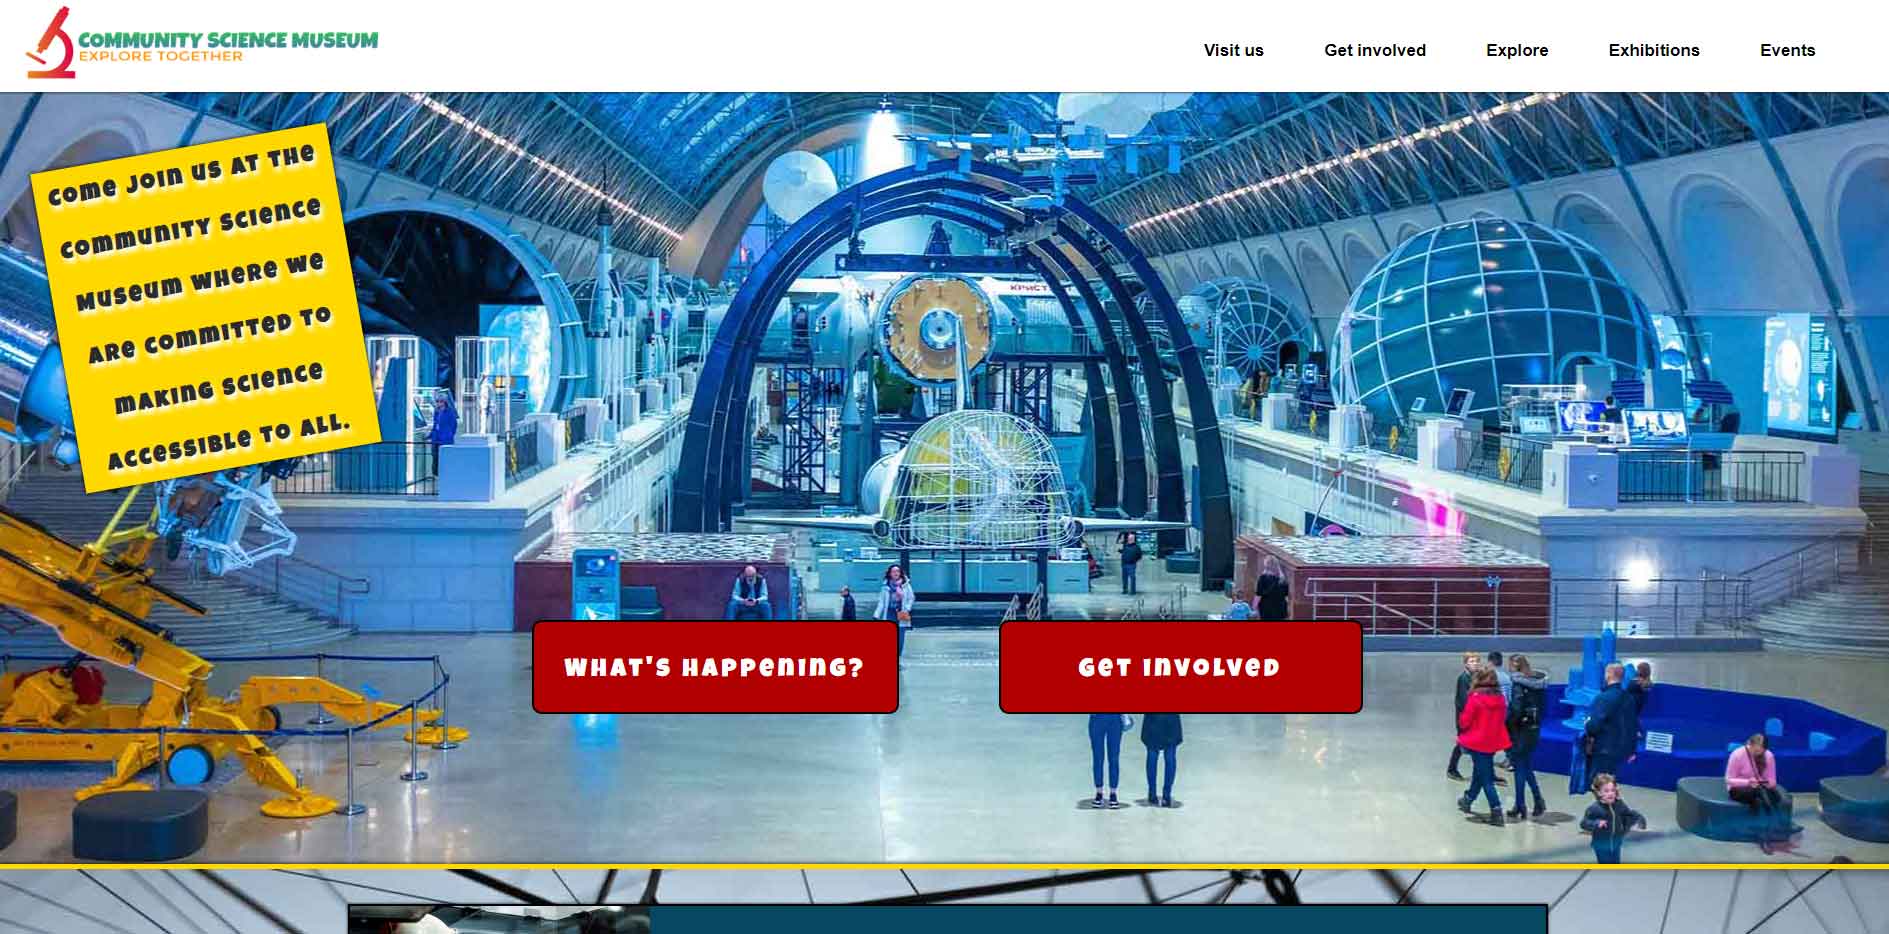 COMMUNITY SCIENCE MUSEUM
EXPLORE TOGETHER
Visit us
Get involved
Explore
Exhibitions
Events
Come join us at the
Community Science
Museum where we
are committed to
making science
accessible to all.
What's Happening?
Get Involved